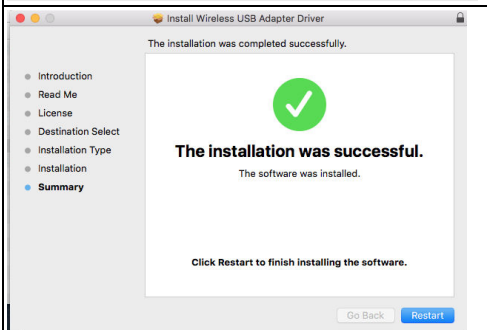 Install Wireless USB Adapter Driver
The installation was completed successfully.
Introduction
Read Me
License
Destination Select
Installation Type
Installation
Summary
The installation was successful.
The software was installed.
Click Restart to finish installing the software.
Go Back
Restart